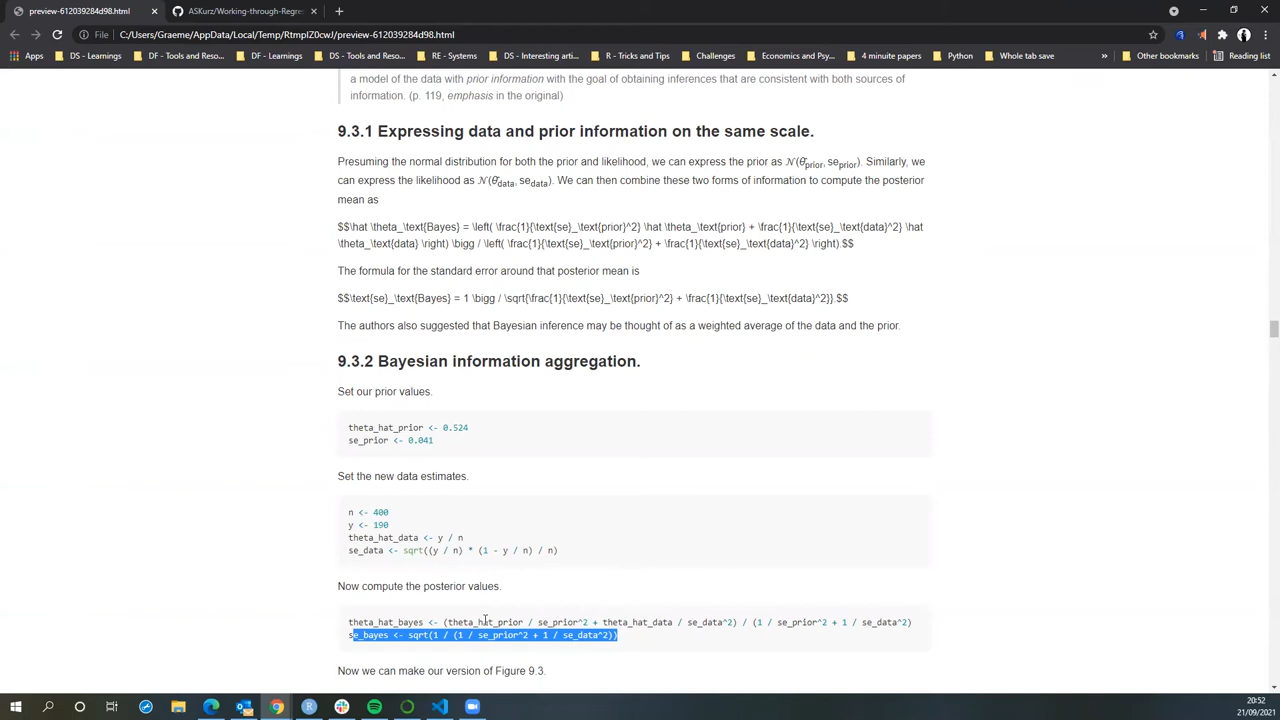 preview-612039284d98.html
ASKurz/Working-through-Regre
File
C:/Users/Graeme/AppData/Local/Temp/RtmpIZ0cwJ/preview-612039284d98.html
Apps
DS - Learnings
DF - Tools and Reso...
DF - Learnings
DS - Tools and Reso...
RE - Systems
DS - Interesting arti...
R - Tricks and Tips
Challenges
Economics and Psy...
4 minuite papers
Python
Whole tab save
»
Other bookmarks
Reading list
a model of the data with prior information with the goal of obtaining inferences that are consistent with both sources of
information. (p. 119, emphasis in the original)
9.3.1 Expressing data and prior information on the same scale.
Presuming the normal distribution for both the prior and likelihood, we can express the prior as 𝒩(θ̂prior, seprior). Similarly, we
can express the likelihood as 𝒩(θ̂data, sedata). We can then combine these two forms of information to compute the posterior
mean as
$$\hat \theta_\text{Bayes} = \left( \frac{1}{\text{se}_\text{prior}^2} \hat \theta_\text{prior} + \frac{1}{\text{se}_\text{data}^2} \hat
\theta_\text{data} \right) \bigg / \left( \frac{1}{\text{se}_\text{prior}^2} + \frac{1}{\text{se}_\text{data}^2} \right).$$
The formula for the standard error around that posterior mean is
$$\text{se}_\text{Bayes} = 1 \bigg / \sqrt{\frac{1}{\text{se}_\text{prior}^2} + \frac{1}{\text{se}_\text{data}^2}}.$$
The authors also suggested that Bayesian inference may be thought of as a weighted average of the data and the prior.
9.3.2 Bayesian information aggregation.
Set our prior values.
theta_hat_prior <- 0.524
se_prior <- 0.041
Set the new data estimates.
n <- 400
y <- 190
theta_hat_data <- y / n
se_data <- sqrt((y / n) * (1 - y / n) / n)
Now compute the posterior values.
theta_hat_bayes <- (theta_hat_prior / se_prior^2 + theta_hat_data / se_data^2) / (1 / se_prior^2 + 1 / se_data^2)
se_bayes <- sqrt(1 / (1 / se_prior^2 + 1 / se_data^2))
Now we can make our version of Figure 9.3.
20:52
21/09/2021